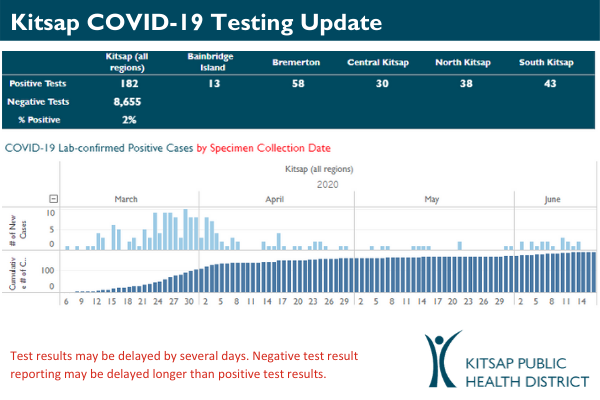 Kitsap COVID-19 Testing Update
Kitsap (all regions) Bainbridge Island Bremerton Central Kitsap North Kitsap South Kitsap
Positive Tests 182 13 58 30 38 43
Negative Tests 8,655
% Positive 2%
COVID-19 Lab-confirmed Positive Cases by Specimen Collection Date
Kitsap (all regions)
2020
March April May June
# of New Cases
10
5
0
Cumulativ e # of C..
100
0
6 9 12 15 18 21 24 27 30 2 5 8 11 14 17 20 23 26 29 2 5 8 11 14 17 20 23 26 29 2 5 8 11 14
Test results may be delayed by several days. Negative test result
reporting may be delayed longer than positive test results.
KITSAP PUBLIC
HEALTH DISTRICT